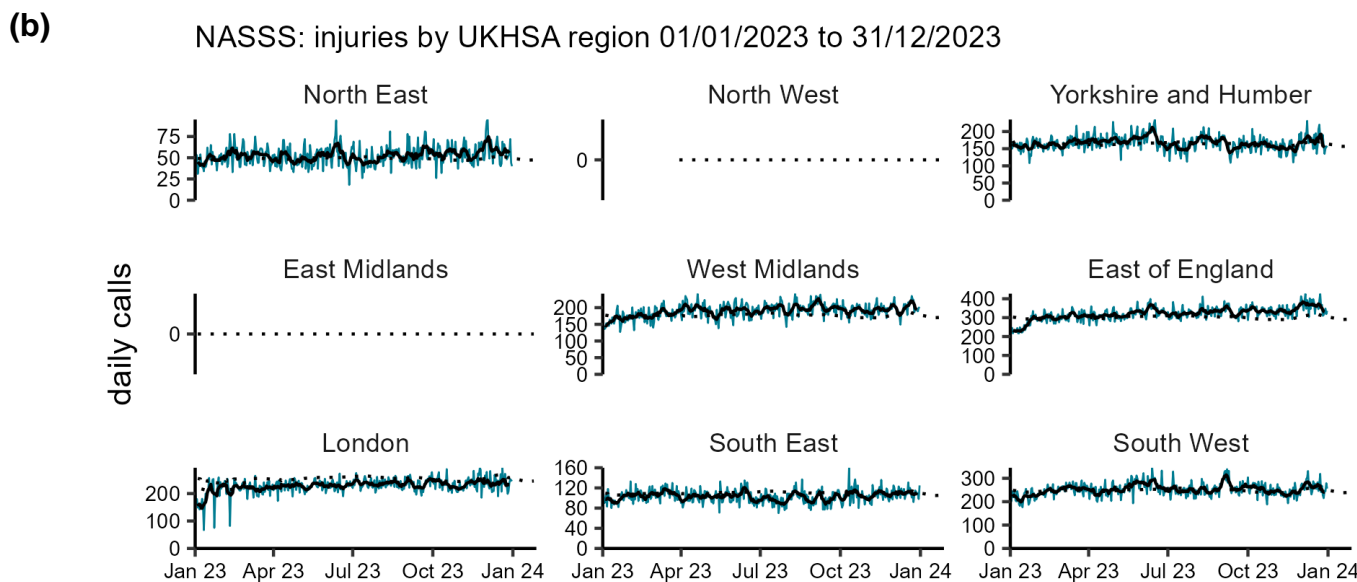 (b)
NASSS: injuries by UKHSA region 01/01/2023 to 31/12/2023
North East
North West
Yorkshire and Humber
75
50
25
0
0
200
150
100
50
0
East Midlands
West Midlands
East of England
0
200
150
100
50
0
400
300
200
100
0
daily calls
London
South East
South West
200
100
0
160
120
80
40
0
300
200
100
0
Jan 23 Apr 23 Jul 23 Oct 23 Jan 24
Jan 23 Apr 23 Jul 23 Oct 23 Jan 24
Jan 23 Apr 23 Jul 23 Oct 23 Jan 24